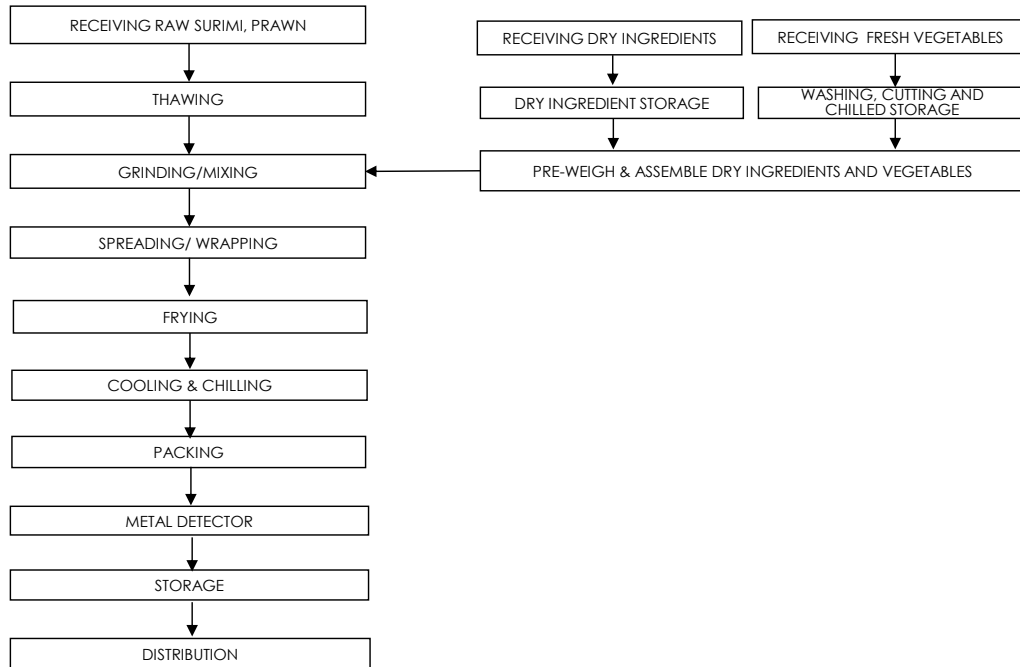 RECEIVING RAW SURIMI, PRAWN
THAWING
GRINDING/MIXING
SPREADING/ WRAPPING
FRYING
COOLING & CHILLING
PACKING
METAL DETECTOR
STORAGE
DISTRIBUTION
RECEIVING DRY INGREDIENTS
DRY INGREDIENT STORAGE
RECEIVING FRESH VEGETABLES
WASHING, CUTTING AND
CHILLED STORAGE
PRE-WEIGH & ASSEMBLE DRY INGREDIENTS AND VEGETABLES